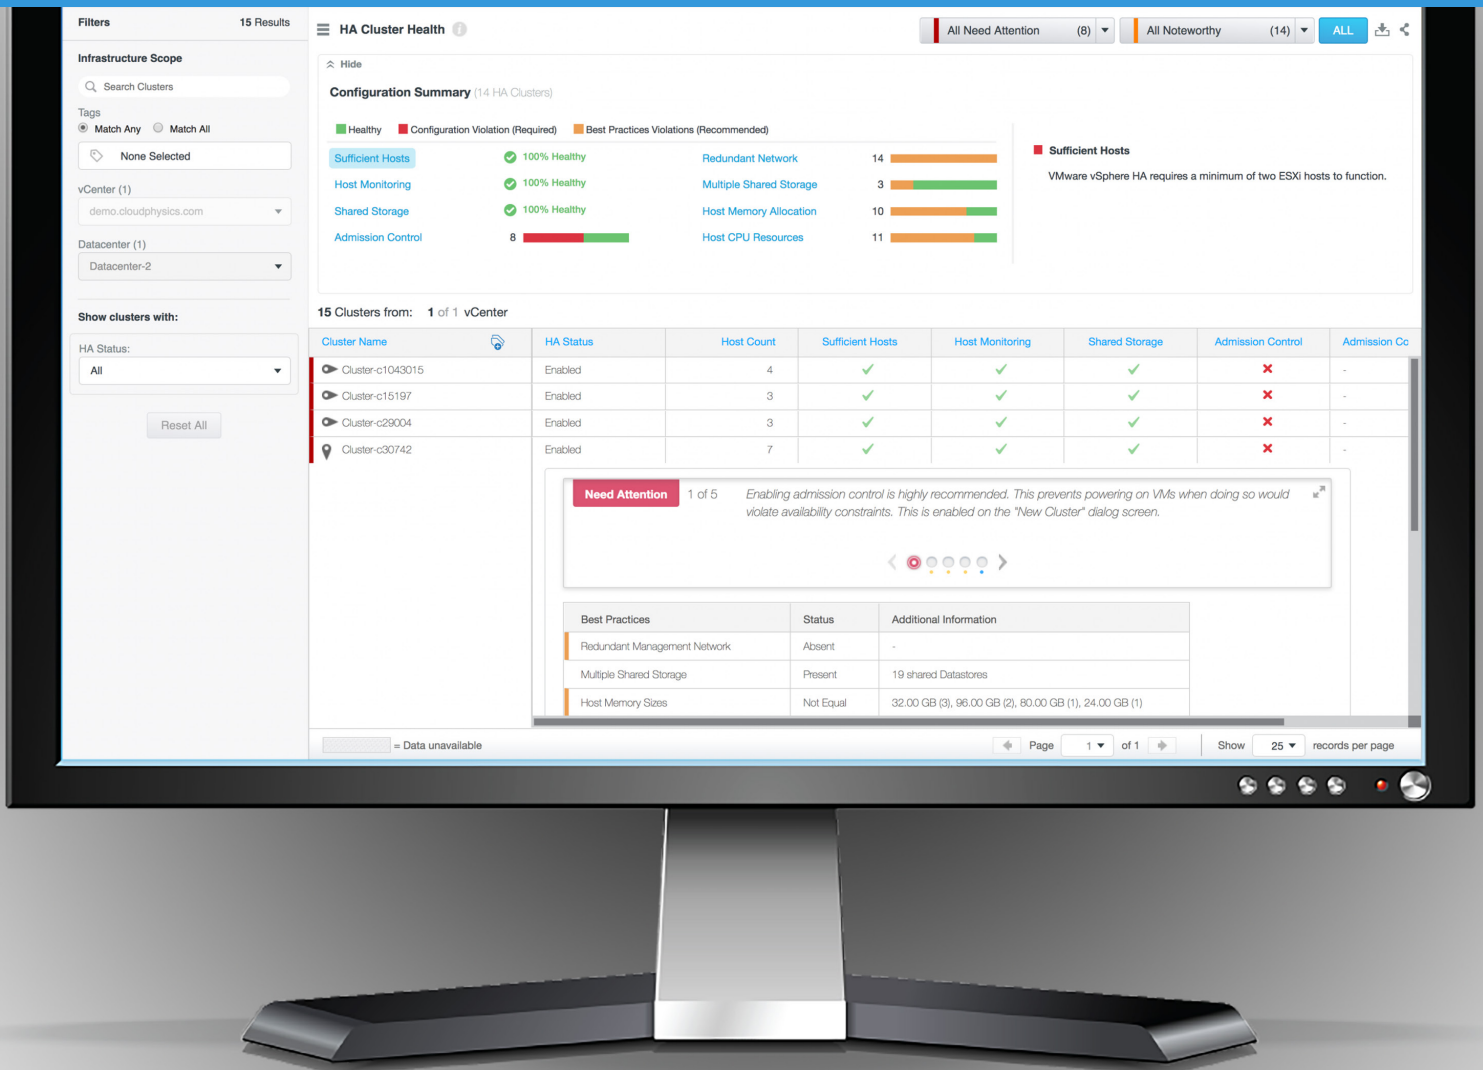 Filters 15 Results
Infrastructure Scope
Search Clusters
Tags
Match Any Match All
None Selected
vCenter (1)
demo.cloudphysics.com
Datacenter (1)
Datacenter-2
Show clusters with:
HA Status:
All
Reset All
HA Cluster Health i
All Need Attention (8)
All Noteworthy (14)
ALL
Hide
Configuration Summary (14 HA Clusters)
Healthy Configuration Violation (Required) Best Practices Violations (Recommended)
Sufficient Hosts 100% Healthy Redundant Network 14
Host Monitoring 100% Healthy Multiple Shared Storage 3
Shared Storage 100% Healthy Host Memory Allocation 10
Admission Control 8 Host CPU Resources 11
Sufficient Hosts
VMware vSphere HA requires a minimum of two ESXi hosts to function.
15 Clusters from: 1 of 1 vCenter
Cluster Name HA Status Host Count Sufficient Hosts Host Monitoring Shared Storage Admission Control Admission Co
Cluster-c1043015 Enabled 4 -
Cluster-c15197 Enabled 3 -
Cluster-c29004 Enabled 3 -
Cluster-c30742 Enabled 7 -
Need Attention 1 of 5 Enabling admission control is highly recommended. This prevents powering on VMs when doing so would
violate availability constraints. This is enabled on the "New Cluster" dialog screen.
Best Practices Status Additional Information
Redundant Management Network Absent -
Multiple Shared Storage Present 19 shared Datastores
Host Memory Sizes Not Equal 32.00 GB (3), 96.00 GB (2), 80.00 GB (1), 24.00 GB (1)
= Data unavailable
Page 1 of 1 Show 25 records per page